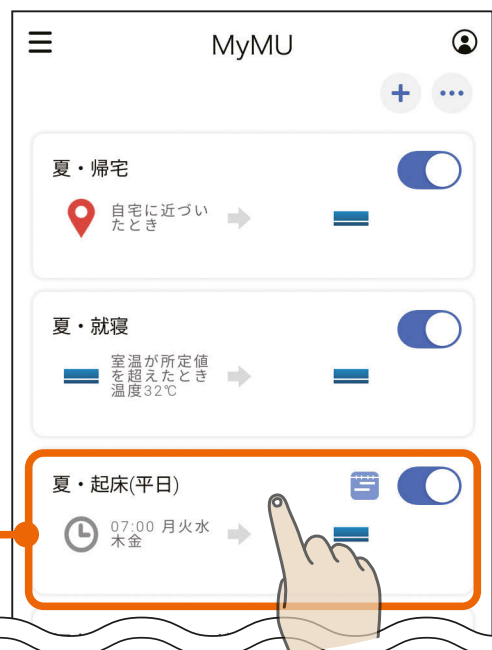 MyMU
夏・帰宅
自宅に近づい
たとき
夏・就寝
室温が所定値
を超えたとき
温度32℃
夏・起床(平日)
07:00 月火水
木金